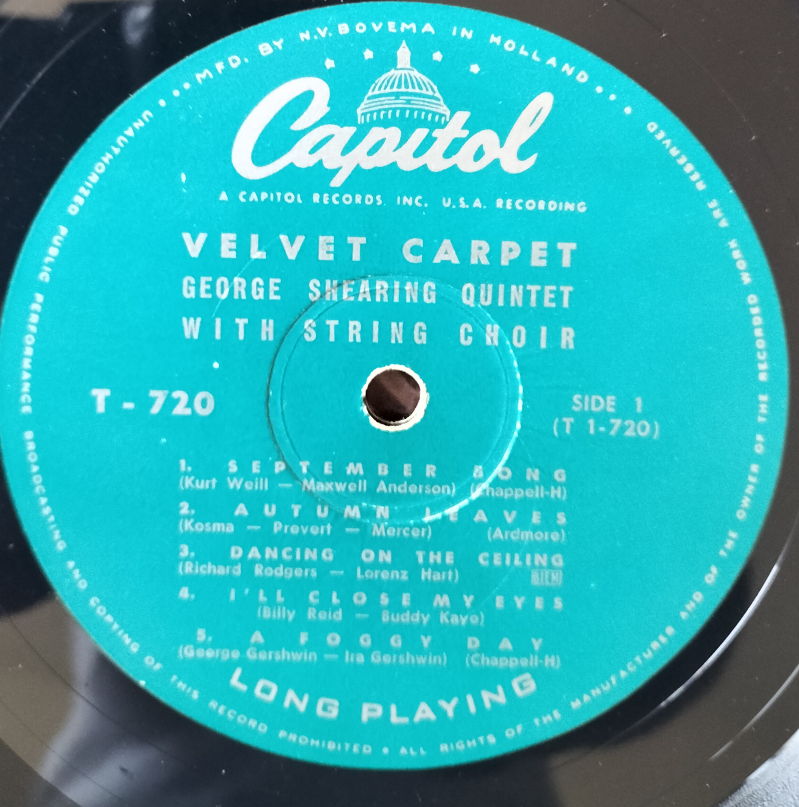 MFD. BY N.V. BOVEMA IN HOLLAND
Capitol
A CAPITOL RECORDS, INC. U.S.A. RECORDING
VELVET CARPET
GEORGE SHEARING QUINTET
WITH STRING CHOIR
T - 720
SIDE 1
(T 1-720)
1. SEPTEMBER SONG
(Kurt Weill — Maxwell Anderson) (Chappell-H)
2. AUTUMN LEAVES
(Kosma — Prevert — Mercer) (Ardmore)
3. DANCING ON THE CEILING
(Richard Rodgers — Lorenz Hart) BIEM
4. I'LL CLOSE MY EYES
(Billy Reid — Buddy Kaye)
5. A FOGGY DAY
(George Gershwin — Ira Gershwin) (Chappell-H)
LONG PLAYING
UNAUTHORISED PUBLIC PERFORMANCE BROADCASTING AND COPYING OF THIS RECORD PROHIBITED • ALL RIGHTS OF THE MANUFACTURER AND OF THE OWNER OF THE RECORDED WORK ARE RESERVED